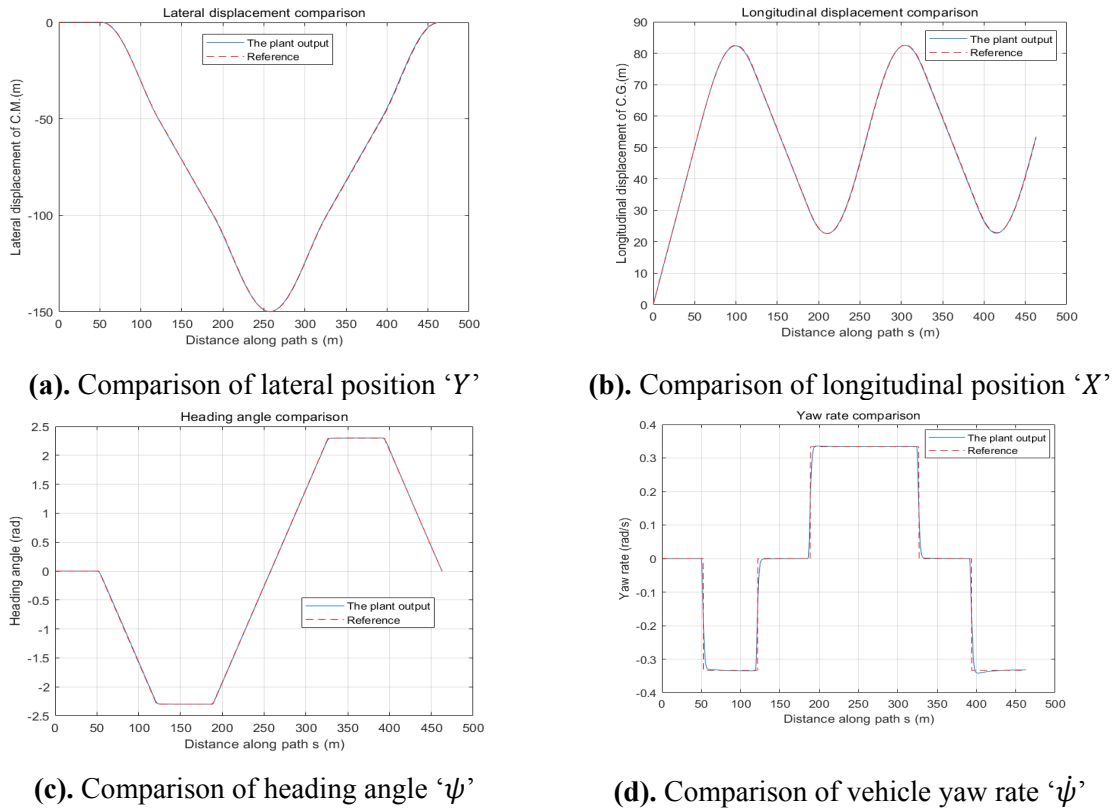 Lateral displacement comparison
The plant output
Reference
Lateral displacement of C.M.(m)
-0
-50
-100
-150
0 50 100 150 200 250 300 350 400 450 500
Distance along path s (m)
(a). Comparison of lateral position ‘Y’
Longitudinal displacement comparison
The plant output
Reference
Longitudinal displacement of C.G.(m)
90
80
70
60
50
40
30
20
10
0
0 50 100 150 200 250 300 350 400 450 500
Distance along path s (m)
(b). Comparison of longitudinal position ‘X’
Heading angle comparison
Heading angle (rad)
2.5
2
1.5
1
0.5
0
-0.5
-1
-1.5
-2
-2.5
The plant output
Reference
0 50 100 150 200 250 300 350 400 450 500
Distance along path s (m)
(c). Comparison of heading angle ‘ψ’
Yaw rate comparison
The plant output
Reference
Yaw rate (rad/s)
0.4
0.3
0.2
0.1
0
-0.1
-0.2
-0.3
-0.4
0 50 100 150 200 250 300 350 400 450 500
Distance along path s (m)
(d). Comparison of vehicle yaw rate ‘ψ̇’